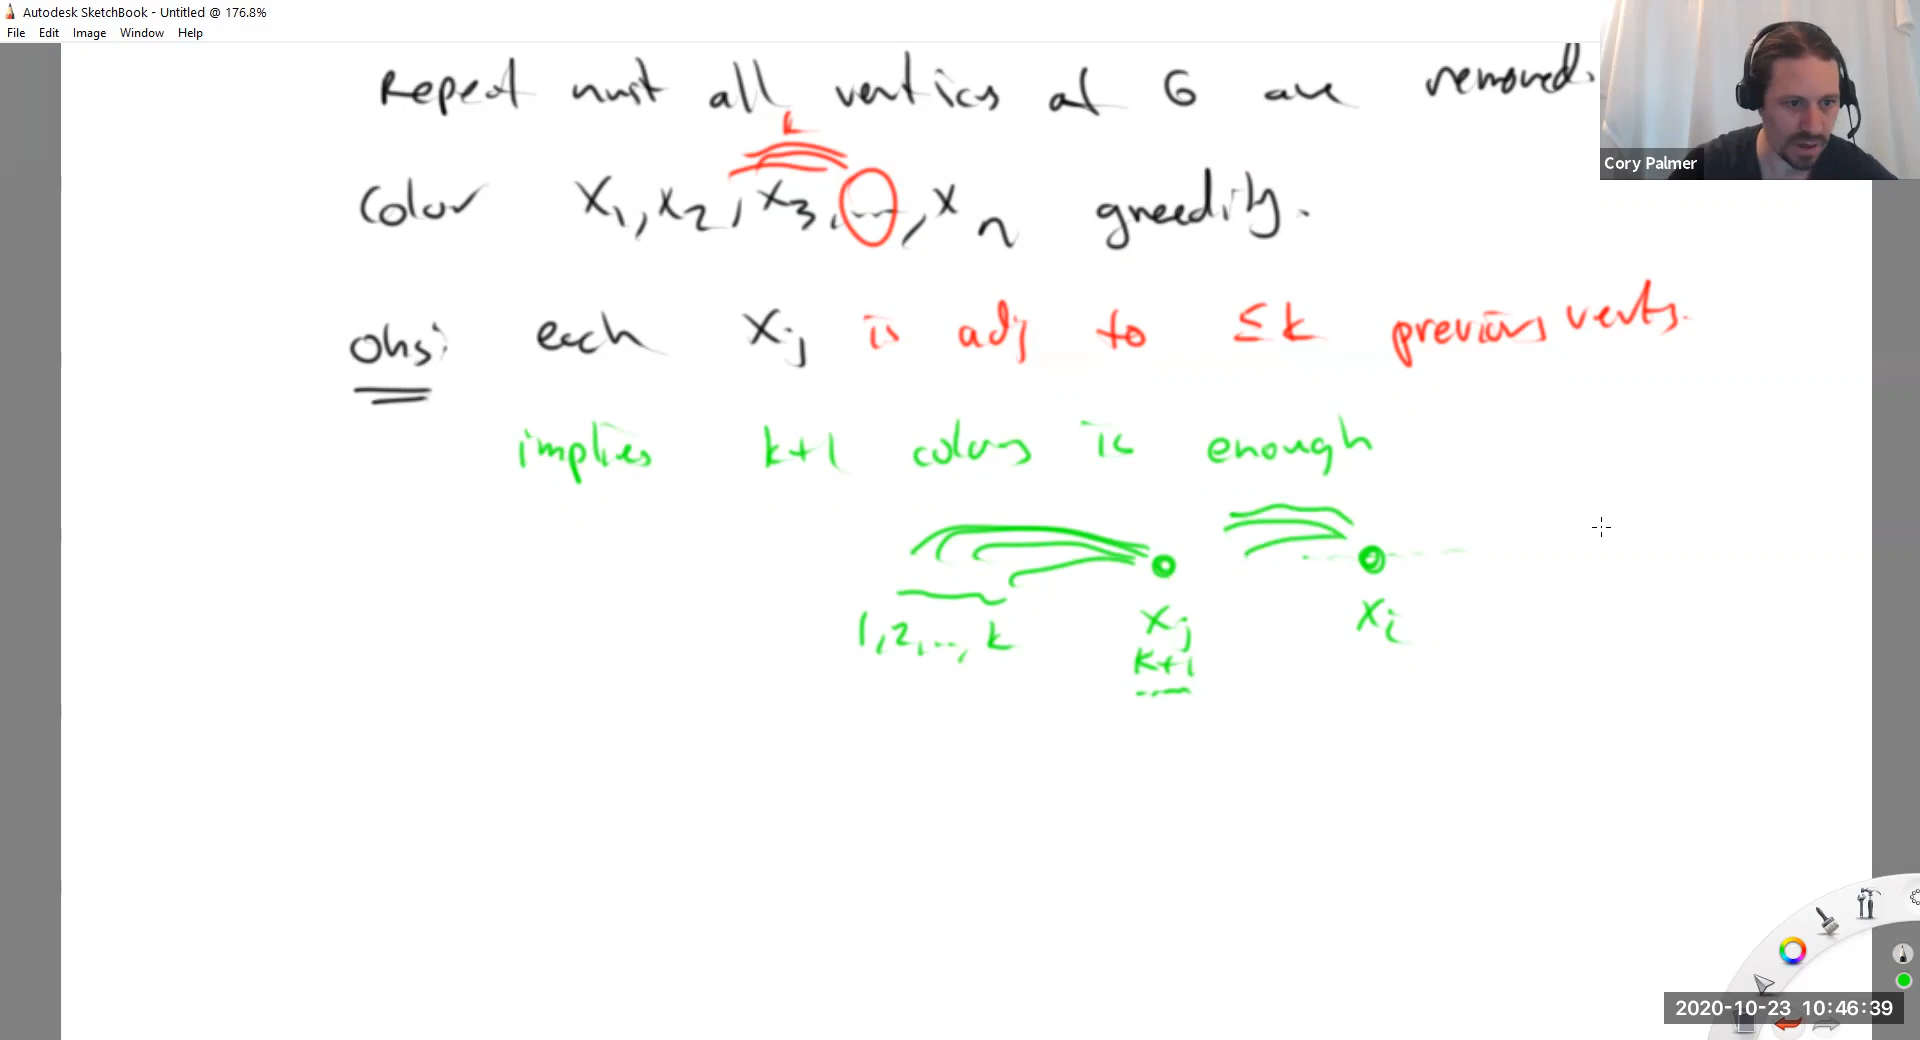 Autodesk SketchBook - Untitled @ 176.8%
File Edit Image Window Help
Repeat until all vertices of G are removed.
k
Color x₁, x₂, x₃, ..., xₙ greedily.
Cory Palmer
Obs: each xⱼ is adj to ≤ k previous verts.
implies k+1 colors is enough
1, 2, ..., k
xⱼ
k+1
xᵢ
2020-10-23 10:46:39